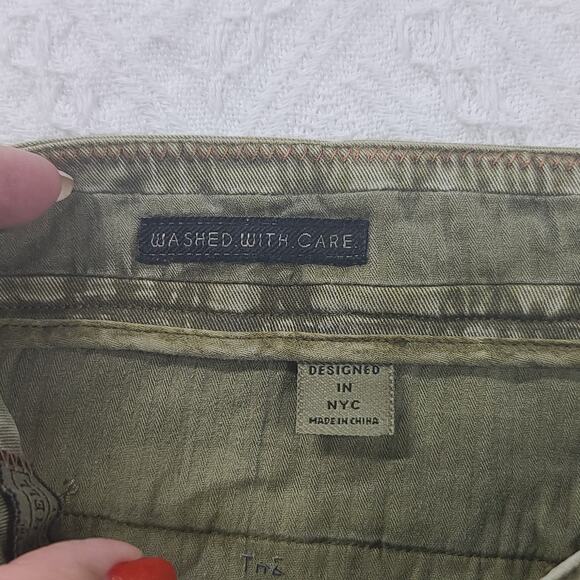 WASHED.WITH.CARE.
DESIGNED
IN
NYC
MADE IN CHINA